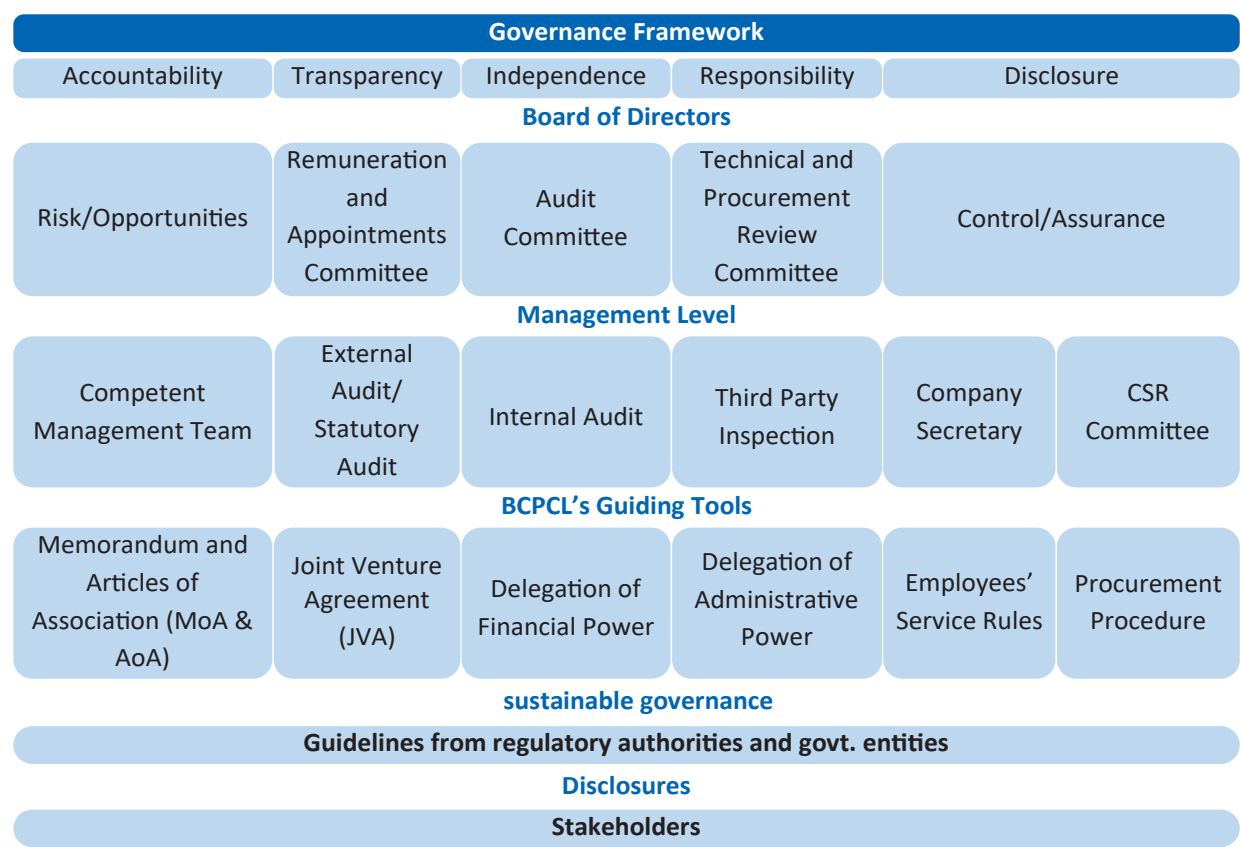 Governance Framework
Accountability
Transparency
Independence
Responsibility
Disclosure
Board of Directors
Risk/Opportunities
Remuneration
and
Appointments
Committee
Audit
Committee
Technical and
Procurement
Review
Committee
Control/Assurance
Management Level
Competent
Management Team
External
Audit/
Statutory
Audit
Internal Audit
Third Party
Inspection
Company
Secretary
CSR
Committee
BCPCL’s Guiding Tools
Memorandum and
Articles of
Association (MoA &
AoA)
Joint Venture
Agreement
(JVA)
Delegation of
Financial Power
Delegation of
Administrative
Power
Employees’
Service Rules
Procurement
Procedure
sustainable governance
Guidelines from regulatory authorities and govt. entities
Disclosures
Stakeholders